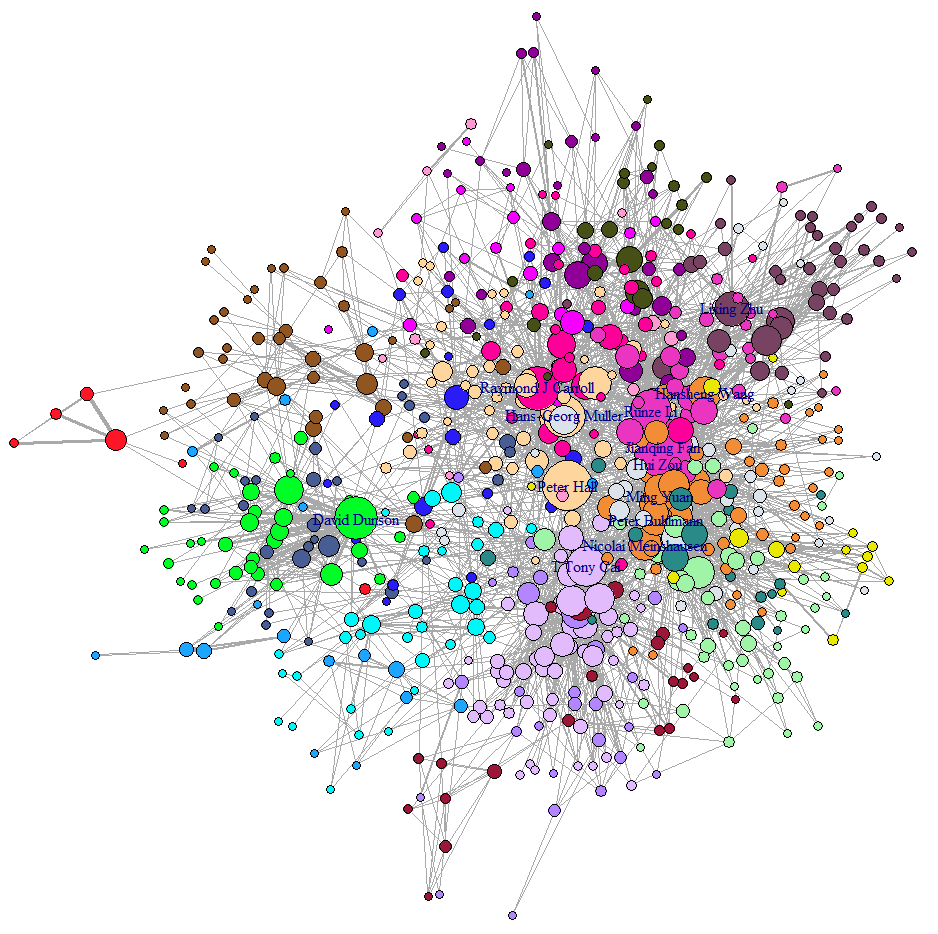 Lixing Zhu
Raymond J Carroll
Hansheng Wang
Hans-Georg Muller
Runze Li
Jianqing Fan
Hui Zou
Peter Hall
Ming Yuan
David Dunson
Peter Buhlmann
Nicolai Meinshausen
T Tony Cai